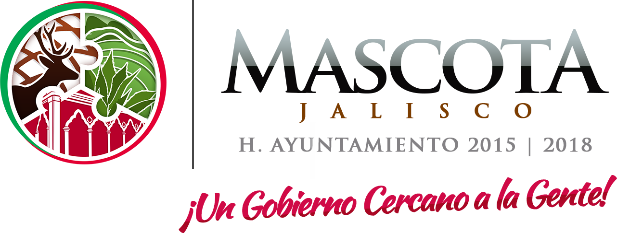 MASCOTA
JALISCO
H. AYUNTAMIENTO 2015 | 2018
¡Un Gobierno Cercano a la Gente!